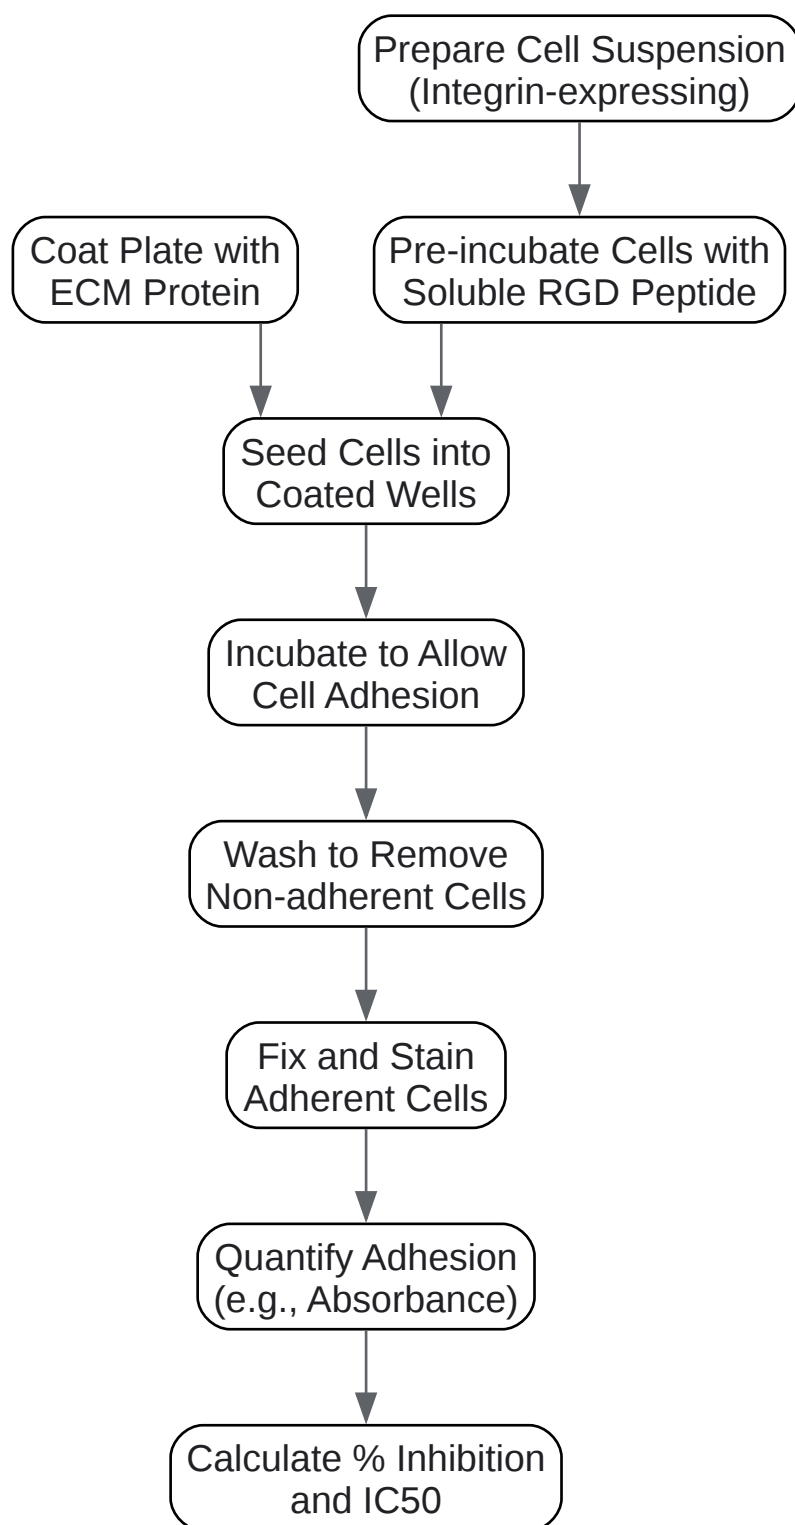 Prepare Cell Suspension
(Integrin-expressing)
Coat Plate with
ECM Protein
Pre-incubate Cells with
Soluble RGD Peptide
Seed Cells into
Coated Wells
Incubate to Allow
Cell Adhesion
Wash to Remove
Non-adherent Cells
Fix and Stain
Adherent Cells
Quantify Adhesion
(e.g., Absorbance)
Calculate % Inhibition
and IC50